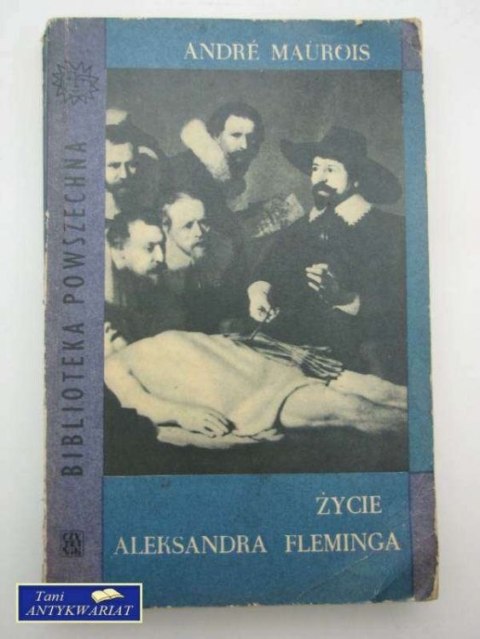 ANDRÉ MAUROIS
BIBLIOTEKA POWSZECHNA
ŻYCIE
ALEKSANDRA FLEMINGA
Tani
ANTYKWARIAT